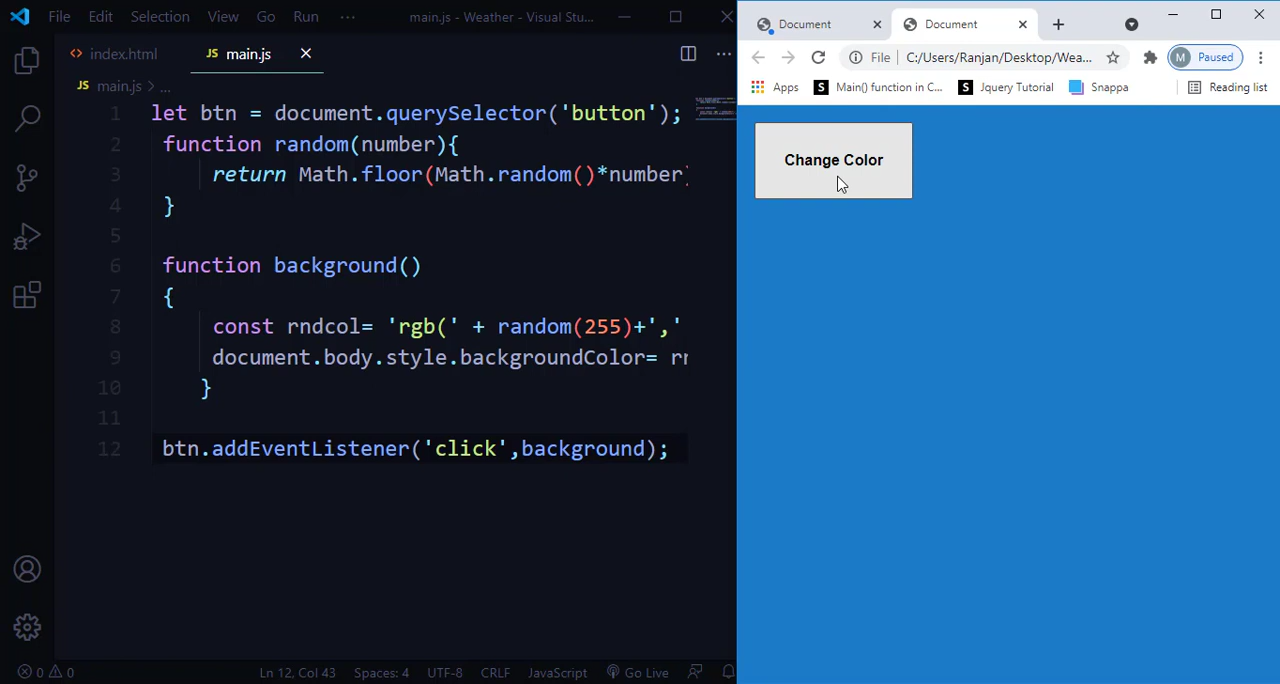 File Edit Selection View Go Run ··· main.js - Weather - Visual Stu...
index.html JS main.js
JS main.js > ...
1 let btn = document.querySelector('button');
2 function random(number){
3 return Math.floor(Math.random()*number)
4 }
5
6 function background()
7 {
8 const rndcol= 'rgb(' + random(255)+','
9 document.body.style.backgroundColor= rr
10 }
11
12 btn.addEventListener('click',background);
0 0 Ln 12, Col 43 Spaces: 4 UTF-8 CRLF JavaScript Go Live
Document Document
File C:/Users/Ranjan/Desktop/Wea... M Paused
Apps S Main() function in C... S Jquery Tutorial Snappa Reading list
Change Color